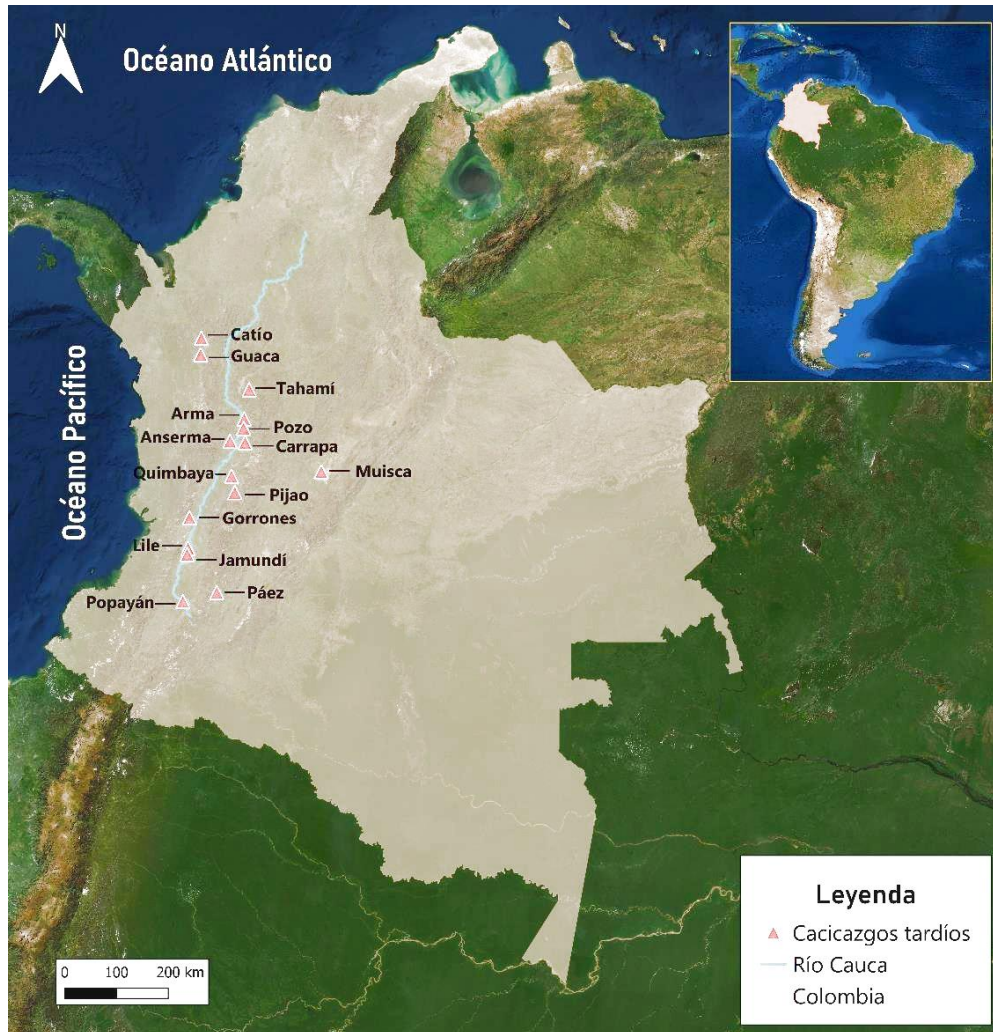 N
Océano Atlántico
Océano Pacífico
Catío
Guaca
Tahamí
Arma
Pozo
Anserma
Carrapa
Quimbaya
Muisca
Pijao
Gorrones
Lile
Jamundí
Páez
Popayán
0 100 200 km
Leyenda
Cacicazgos tardíos
Río Cauca
Colombia